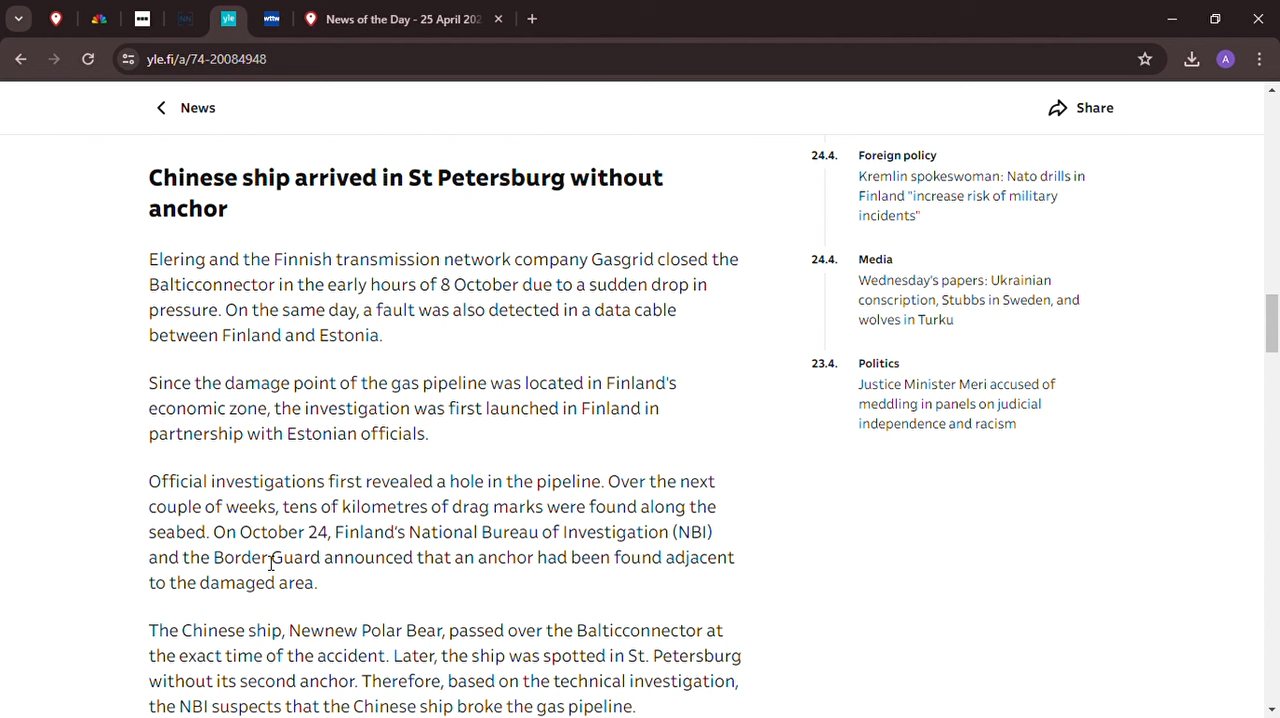 yle
wttw
News of the Day - 25 April 202
yle.fi/a/74-20084948
A
News
Share
Chinese ship arrived in St Petersburg without
anchor
Elering and the Finnish transmission network company Gasgrid closed the
Balticconnector in the early hours of 8 October due to a sudden drop in
pressure. On the same day, a fault was also detected in a data cable
between Finland and Estonia.
Since the damage point of the gas pipeline was located in Finland's
economic zone, the investigation was first launched in Finland in
partnership with Estonian officials.
Official investigations first revealed a hole in the pipeline. Over the next
couple of weeks, tens of kilometres of drag marks were found along the
seabed. On October 24, Finland's National Bureau of Investigation (NBI)
and the Border Guard announced that an anchor had been found adjacent
to the damaged area.
The Chinese ship, Newnew Polar Bear, passed over the Balticconnector at
the exact time of the accident. Later, the ship was spotted in St. Petersburg
without its second anchor. Therefore, based on the technical investigation,
the NBI suspects that the Chinese ship broke the gas pipeline.
24.4. Foreign policy
Kremlin spokeswoman: Nato drills in
Finland "increase risk of military
incidents"
24.4. Media
Wednesday's papers: Ukrainian
conscription, Stubbs in Sweden, and
wolves in Turku
23.4. Politics
Justice Minister Meri accused of
meddling in panels on judicial
independence and racism